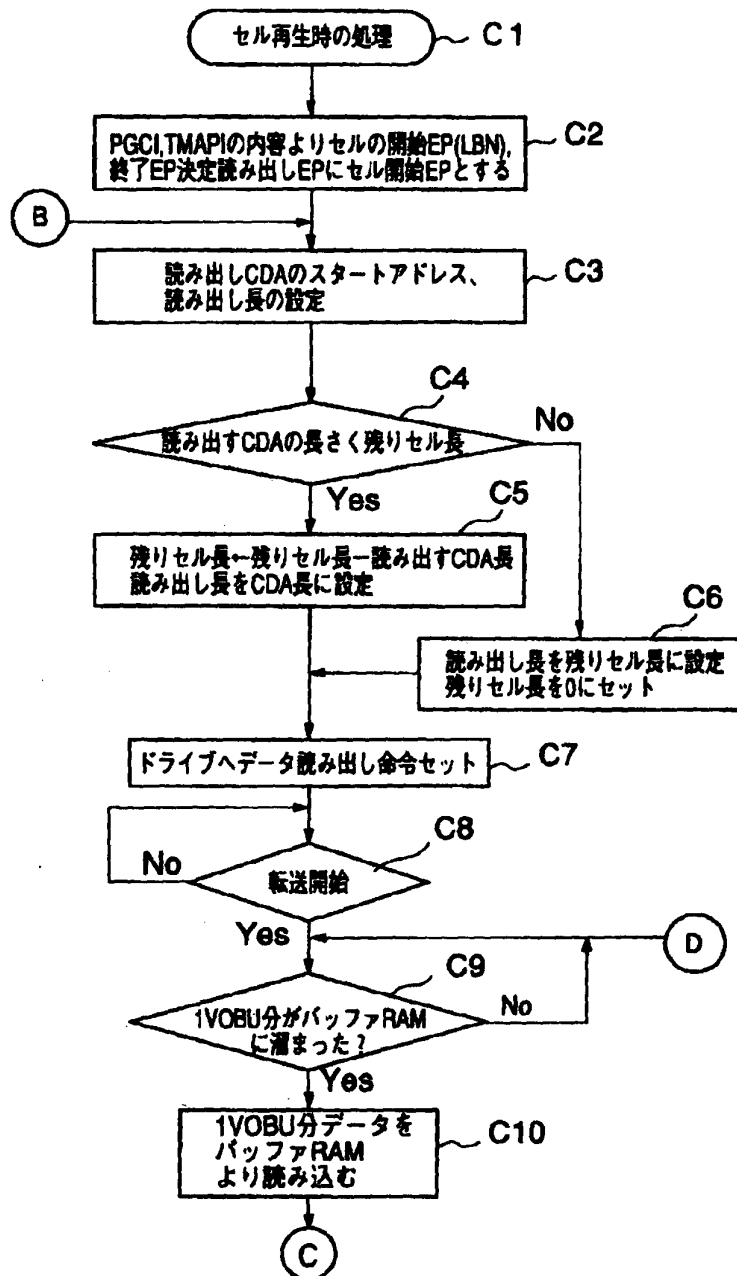 セル再生時の処理
C1
PGCI,TMAPIの内容よりセルの開始EP(LBN),
終了EP決定読み出しEPにセル開始EPとする
C2
B
読み出しCDAのスタートアドレス、
読み出し長の設定
C3
C4
読み出すCDAの長さく残りセル長
No
Yes
C5
残りセル長←残りセル長ー読み出すCDA長
読み出し長をCDA長に設定
C6
読み出し長を残りセル長に設定
残りセル長を0にセット
ドライブへデータ読み出し命令セット
C7
C8
転送開始
No
Yes
D
C9
1VOBU分がバッファRAM
に溜まった?
No
Yes
1VOBU分データを
バッファRAM
より読み込む
C10
C